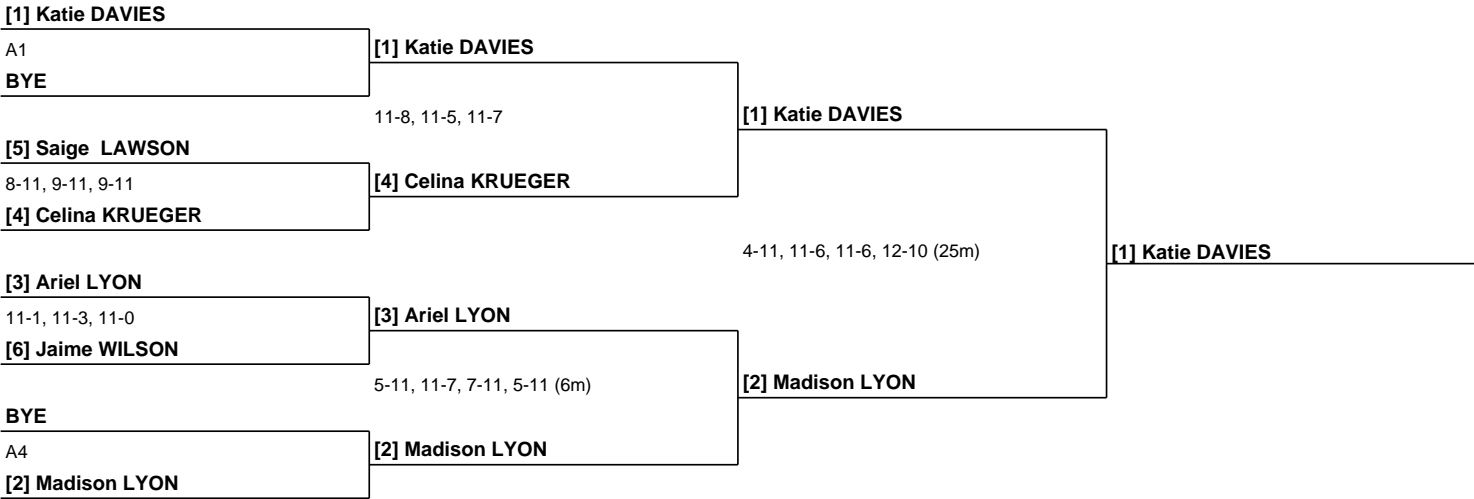 [1] Katie DAVIES
A1
[1] Katie DAVIES
BYE
11-8, 11-5, 11-7
[1] Katie DAVIES
[5] Saige  LAWSON
8-11, 9-11, 9-11
[4] Celina KRUEGER
[4] Celina KRUEGER
4-11, 11-6, 11-6, 12-10 (25m)
[1] Katie DAVIES
[3] Ariel LYON
11-1, 11-3, 11-0
[3] Ariel LYON
[6] Jaime WILSON
5-11, 11-7, 7-11, 5-11 (6m)
[2] Madison LYON
BYE
A4
[2] Madison LYON
[2] Madison LYON